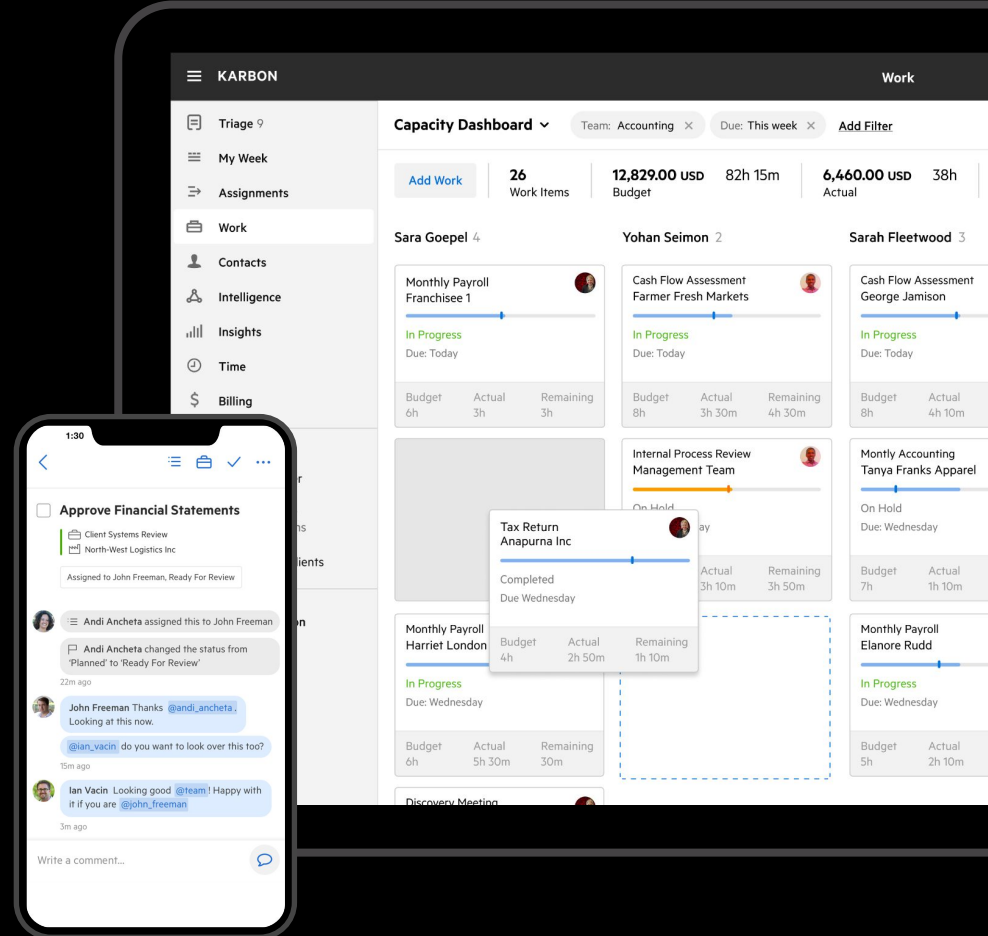 KARBON
Work
Triage 9
My Week
Assignments
Work
Contacts
Intelligence
Insights
Time
Billing
Capacity Dashboard
Team: Accounting ×
Due: This week ×
Add Filter
Add Work
26
Work Items
12,829.00 USD 82h 15m
Budget
6,460.00 USD 38h
Actual
Sara Goepel 4
Monthly Payroll
Franchisee 1
In Progress
Due: Today
Budget Actual Remaining
6h 3h 3h
Tax Return
Anapurna Inc
Completed
Due Wednesday
Budget Actual Remaining
4h 2h 50m 1h 10m
Monthly Payroll
Harriet London
In Progress
Due: Wednesday
Budget Actual Remaining
6h 5h 30m 30m
Discovery Meeting
Yohan Seimon 2
Cash Flow Assessment
Farmer Fresh Markets
In Progress
Due: Today
Budget Actual Remaining
8h 3h 30m 4h 30m
Internal Process Review
Management Team
On Hold
ay
Actual Remaining
3h 10m 3h 50m
Sarah Fleetwood 3
Cash Flow Assessment
George Jamison
In Progress
Due: Today
Budget Actual
8h 4h 10m
Montly Accounting
Tanya Franks Apparel
On Hold
Due: Wednesday
Budget Actual
7h 1h 10m
Monthly Payroll
Elanore Rudd
In Progress
Due: Wednesday
Budget Actual
5h 2h 10m
1:30
Approve Financial Statements
Client Systems Review
North-West Logistics Inc
Assigned to John Freeman, Ready For Review
Andi Ancheta assigned this to John Freeman
Andi Ancheta changed the status from
'Planned' to 'Ready For Review'
22m ago
John Freeman Thanks @andi_ancheta .
Looking at this now.
@ian_vacin do you want to look over this too?
15m ago
Ian Vacin Looking good @team ! Happy with
it if you are @john_freeman
3m ago
Write a comment...